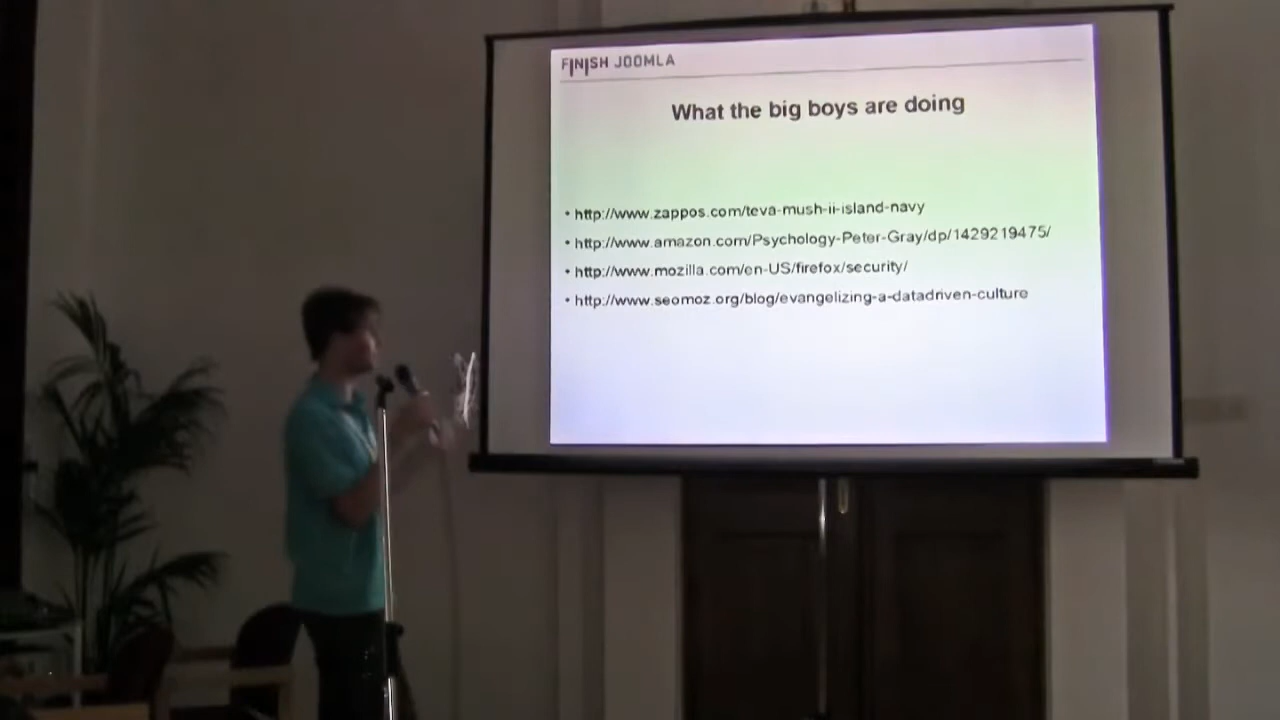 FINISH JOOMLA
What the big boys are doing
• http://www.zappos.com/teva-mush-ii-island-navy
• http://www.amazon.com/Psychology-Peter-Gray/dp/1429219475/
• http://www.mozilla.com/en-US/firefox/security/
• http://www.seomoz.org/blog/evangelizing-a-datadriven-culture